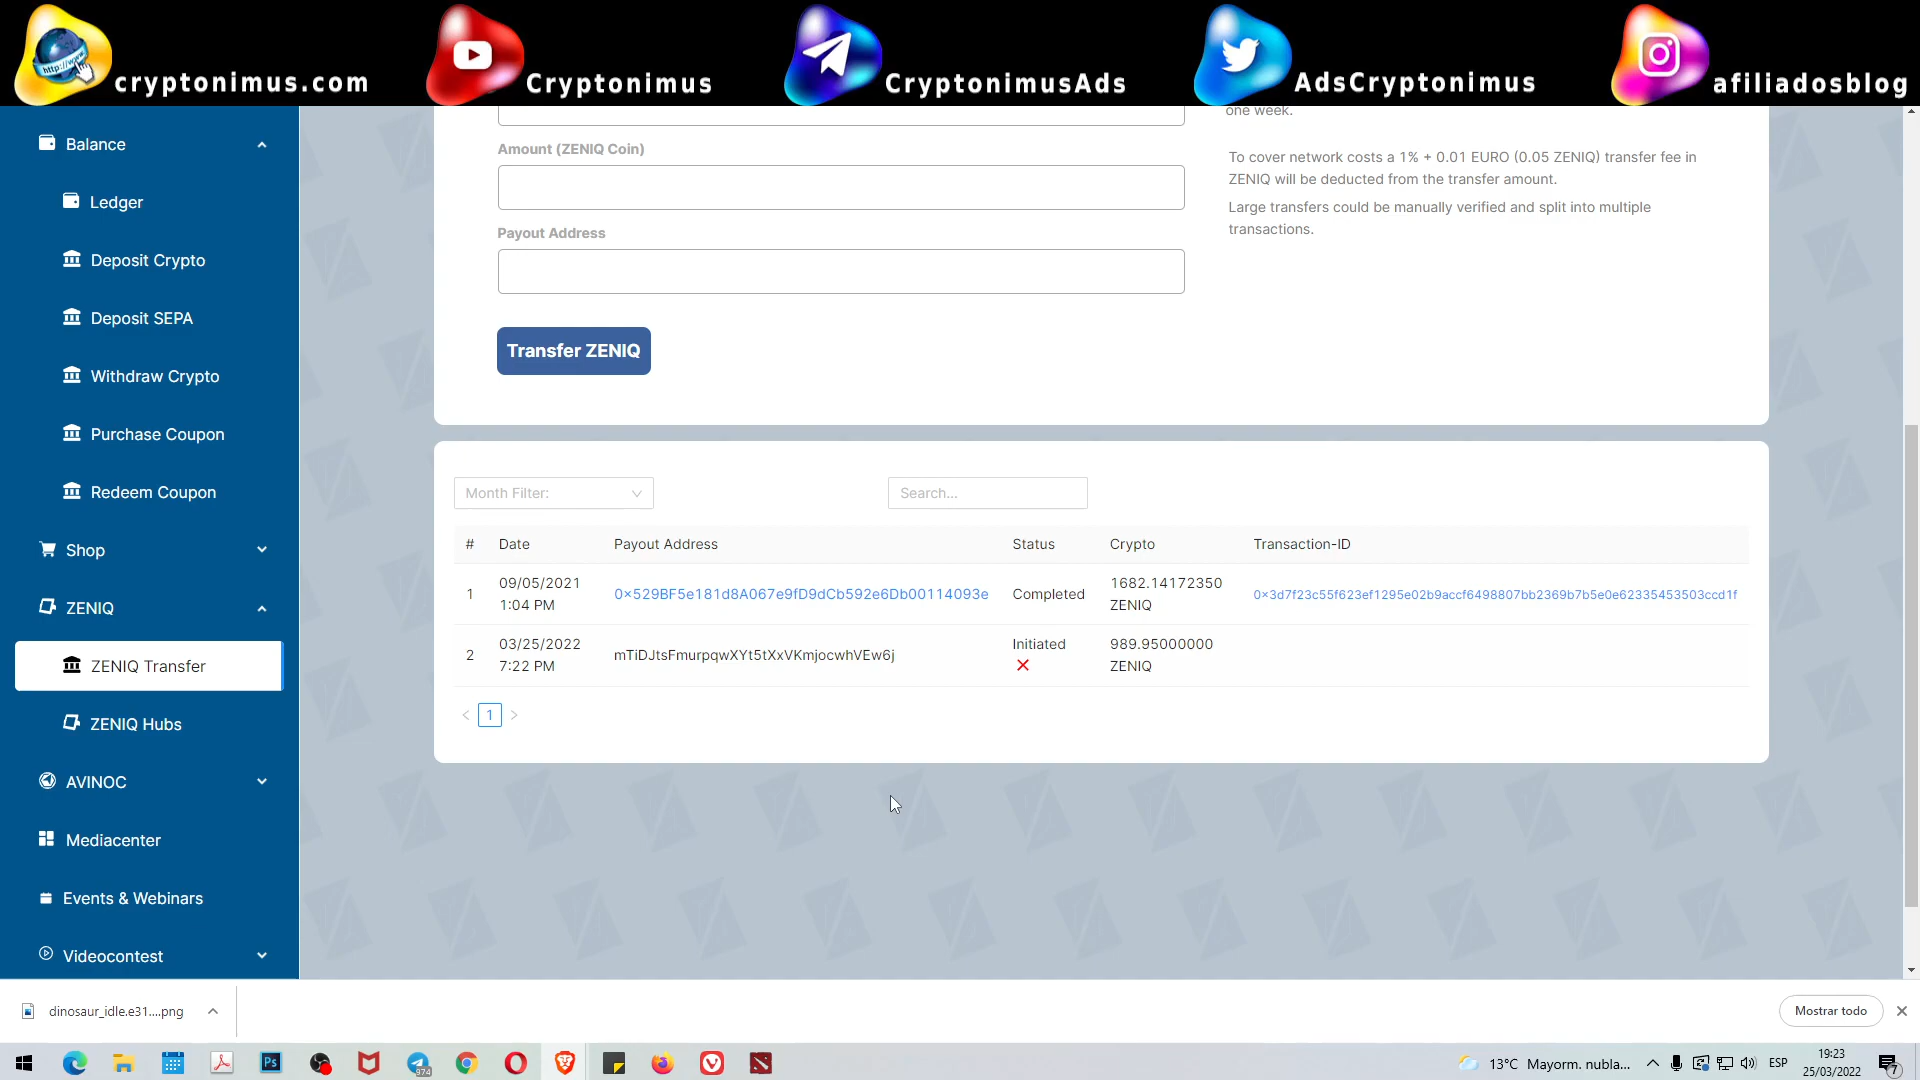 http://www
cryptonimus.com
Cryptonimus
CryptonimusAds
AdsCryptonimus
afiliadosblog
Balance
Ledger
Deposit Crypto
Deposit SEPA
Withdraw Crypto
Purchase Coupon
Redeem Coupon
Shop
ZENIQ
ZENIQ Transfer
ZENIQ Hubs
AVINOC
Mediacenter
Events & Webinars
Videocontest
one week.
Amount (ZENIQ Coin)
To cover network costs a 1% + 0.01 EURO (0.05 ZENIQ) transfer fee in
ZENIQ will be deducted from the transfer amount.
Large transfers could be manually verified and split into multiple
transactions.
Payout Address
Transfer ZENIQ
Month Filter:
Search...
# Date Payout Address Status Crypto Transaction-ID
1 09/05/2021 1:04 PM 0x529BF5e181d8A067e9fD9dCb592e6Db00114093e Completed 1682.14172350 ZENIQ 0x3d7f23c55f623ef1295e02b9accf6498807bb2369b7b5e0e62335453503ccd1f
2 03/25/2022 7:22 PM mTiDJtsFmurpqwXYt5tXxVKmjocwhVEw6j Initiated 989.95000000 ZENIQ
1
dinosaur_idle.e31....png
Mostrar todo
Ps
974
13°C Mayorm. nubla...
ESP
19:23
25/03/2022
7